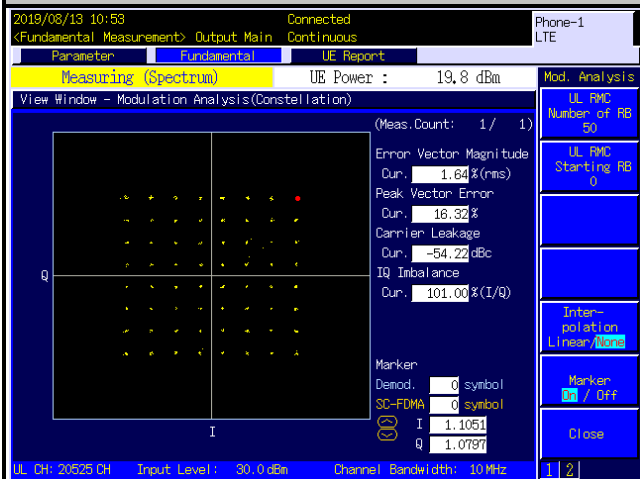 2019/08/13 10:53 Connected Phone-1
<Fundamental Measurement> Output Main Continuous LTE
Parameter Fundamental UE Report
Measuring (Spectrum) UE Power : 19.8 dBm Mod. Analysis
View Window - Modulation Analysis(Constellation)
UL RMC
Number of RB
50
(Meas.Count: 1/ 1)
Error Vector Magnitude
Cur. 1.64 %(rms)
UL RMC
Starting RB
0
Peak Vector Error
Cur. 16.32 %
Carrier Leakage
Cur. -54.22 dBc
IQ Imbalance
Cur. 101.00 %(I/Q)
Q
Inter-
polation
Linear/None
Marker
Demod. 0 symbol
SC-FDMA 0 symbol
I 1.1051
Q 1.0797
Marker
On / Off
I
Close
UL CH: 20525 CH Input Level: 30.0 dBm Channel Bandwidth: 10 MHz 1 2